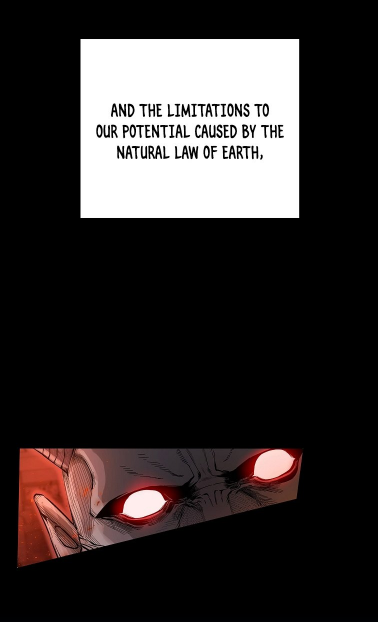 AND THE LIMITATIONS TO
OUR POTENTIAL CAUSED BY THE
NATURAL LAW OF EARTH,